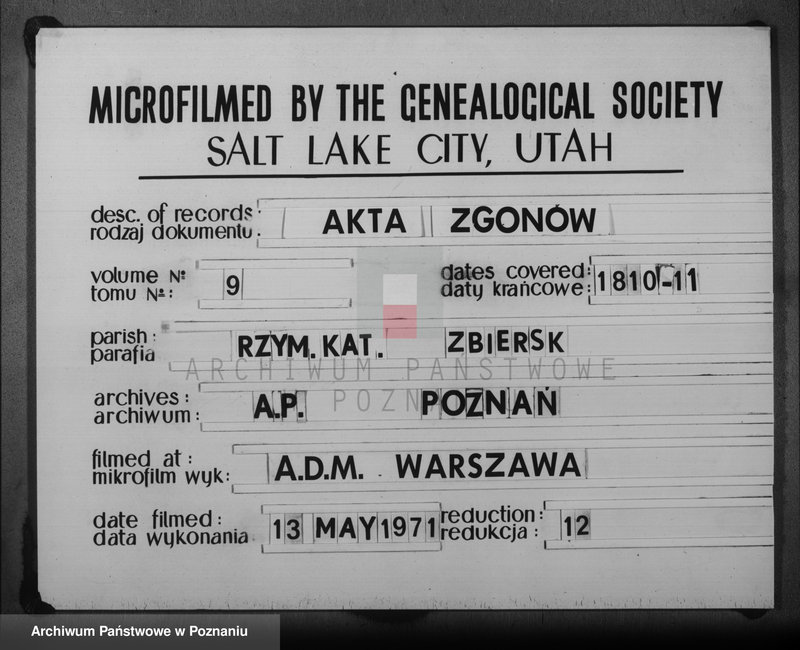 MICROFILMED BY THE GENEALOGICAL SOCIETY
SALT LAKE CITY, UTAH
desc. of records: AKTA ZGONÓW
rodzaj dokumentu:
volume № 9 dates covered: 1810-11
tomu №: daty krańcowe:
parish: RZYM. KAT. ZBIERSK
parafia
ARCHIWUM PAŃSTWOWE
archives: A.P. POZNAŃ
archiwum:
filmed at: A.D.M. WARSZAWA
mikrofilm wyk:
date filmed: 13 MAY 1971 reduction: 12
data wykonania redukcja:
Archiwum Państwowe w Poznaniu